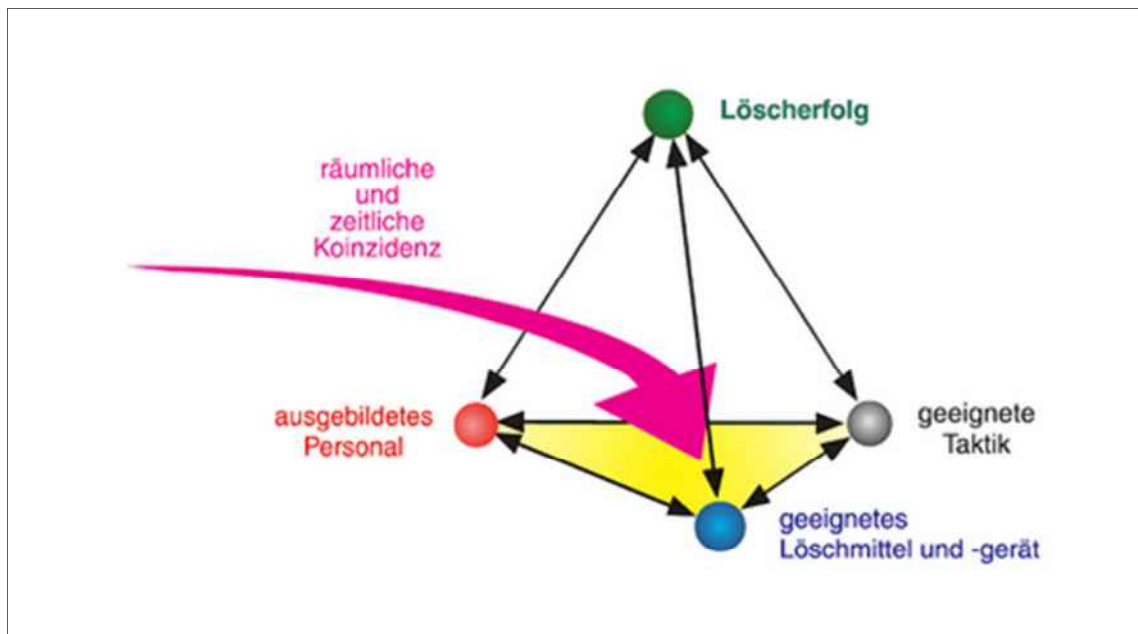 Löscherfolg
räumliche
und
zeitliche
Koinzidenz
ausgebildetes
Personal
geeignete
Taktik
geeignetes
Löschmittel und -gerät